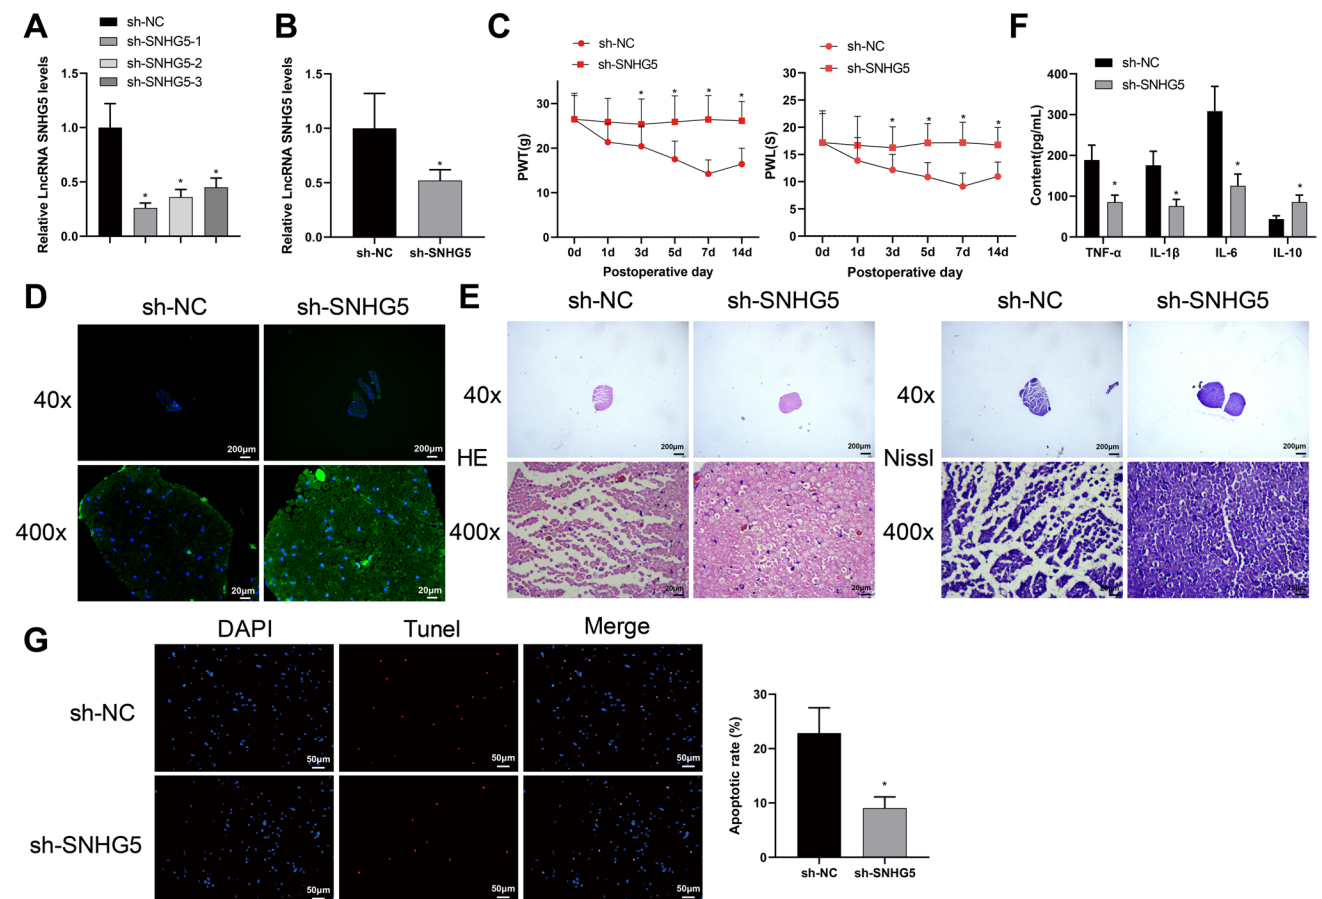 A
sh-NC
sh-SNHG5-1
sh-SNHG5-2
sh-SNHG5-3
Relative LncRNA SNHG5 levels
1.5
1.0
0.5
0.0
*
*
*
B
Relative LncRNA SNHG5 levels
1.5
1.0
0.5
0.0
*
sh-NC sh-SNHG5
C
sh-NC
sh-SNHG5
PWT(g)
30
20
10
0
* * * *
0d 1d 3d 5d 7d 14d
Postoperative day
sh-NC
sh-SNHG5
PWL(S)
30
25
20
15
10
5
0
* * * *
0d 1d 3d 5d 7d 14d
Postoperative day
F
sh-NC
sh-SNHG5
Content(pg/mL)
400
300
200
100
0
* * * *
TNF-α IL-1β IL-6 IL-10
D
sh-NC sh-SNHG5
40x
200μm 200μm
400x
20μm 20μm
E
sh-NC sh-SNHG5
40x
200μm 200μm
HE
400x
20μm 20μm
sh-NC sh-SNHG5
40x
200μm 200μm
Nissl
400x
20μm 20μm
G
DAPI Tunel Merge
sh-NC
50μm 50μm 50μm
sh-SNHG5
50μm 50μm 50μm
Apoptotic rate (%)
30
20
10
0
*
sh-NC sh-SNHG5